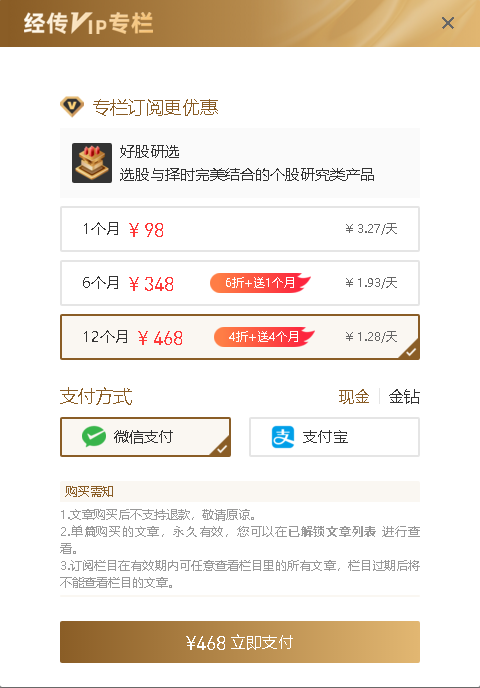 经传VIP专栏
专栏订阅更优惠
好股研选
选股与择时完美结合的个股研究类产品
1个月 ¥ 98 ¥ 3.27/天
6个月 ¥ 348 6折+送1个月 ¥ 1.93/天
12个月 ¥ 468 4折+送4个月 ¥ 1.28/天
支付方式 现金 金钻
微信支付 支付宝
购买需知
1.文章购买后不支持退款，敬请原谅。
2.单篇购买的文章，永久有效，您可以在已解锁文章列表 进行查
看。
3.订阅栏目在有效期内可任意查看栏目里的所有文章，栏目过期后将
不能查看栏目的文章。
¥468 立即支付